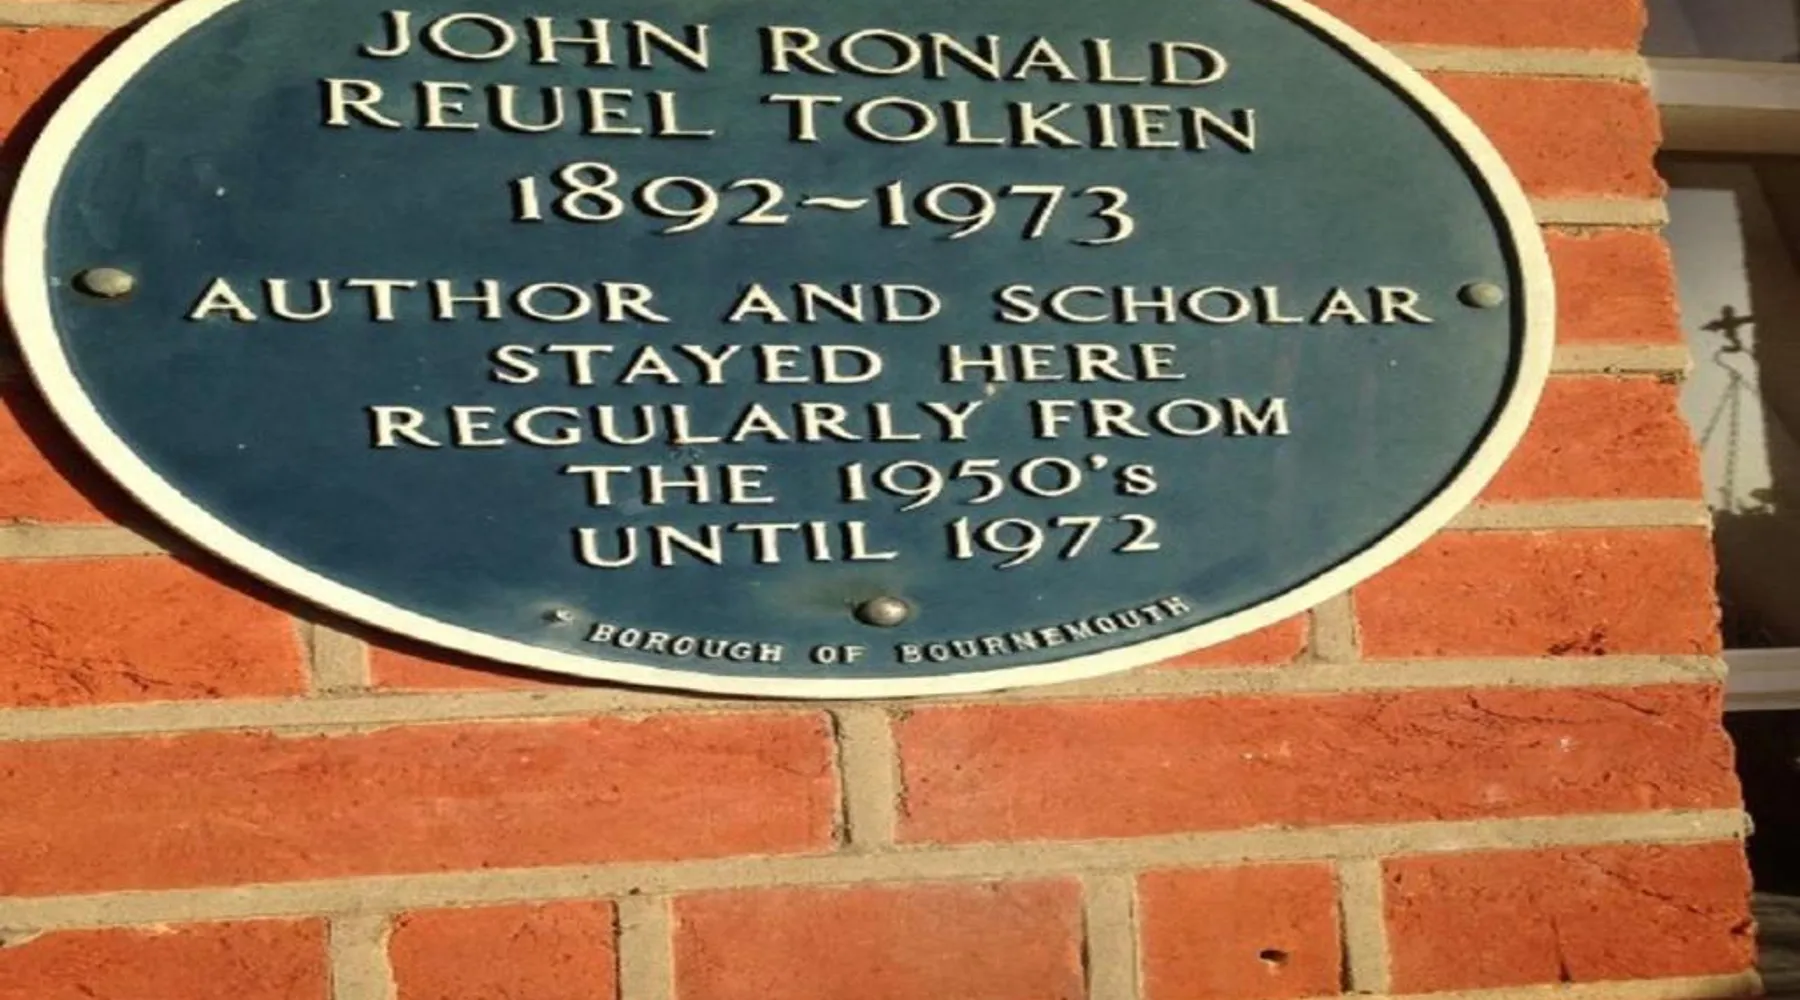 JOHN RONALD
REUEL TOLKIEN
1892~1973
AUTHOR AND SCHOLAR
STAYED HERE
REGULARLY FROM
THE 1950's
UNTIL 1972
BOROUGH OF BOURNEMOUTH